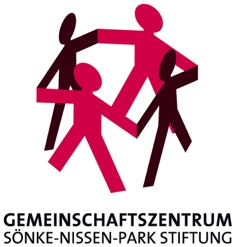 GEMEINSCHAFTSZENTRUM
SÖNKE-NISSEN-PARK STIFTUNG